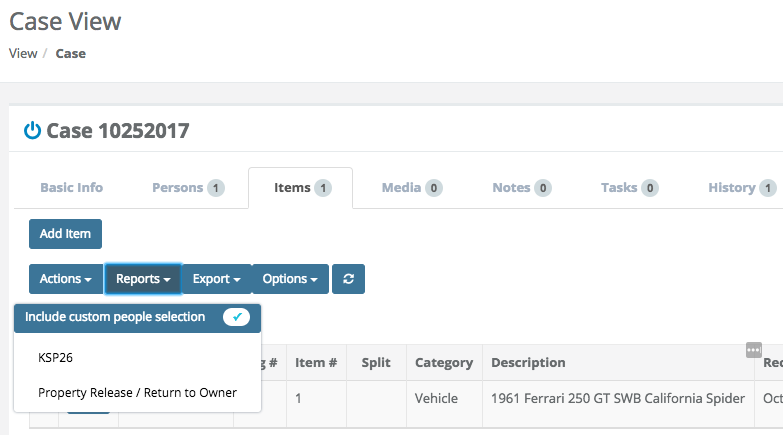 Case View
View / Case
Case 10252017
Basic Info Persons 1 Items 1 Media 0 Notes 0 Tasks 0 History 1
Add Item
Actions Reports Export Options
Include custom people selection
KSP26
Property Release / Return to Owner
g # Item # Split Category Description Rec
1 Vehicle 1961 Ferrari 250 GT SWB California Spider Oct